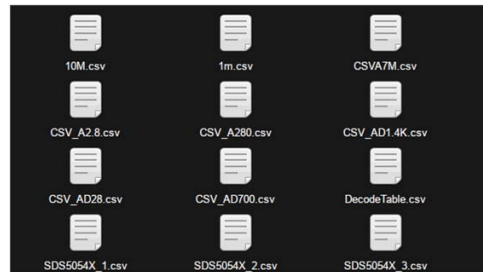 10M.csv 1m.csv CSVA7M.csv
CSV_A2.8.csv CSV_A280.csv CSV_AD1.4K.csv
CSV_AD28.csv CSV_AD700.csv DecodeTable.csv
SDS5054X_1.csv SDS5054X_2.csv SDS5054X_3.csv